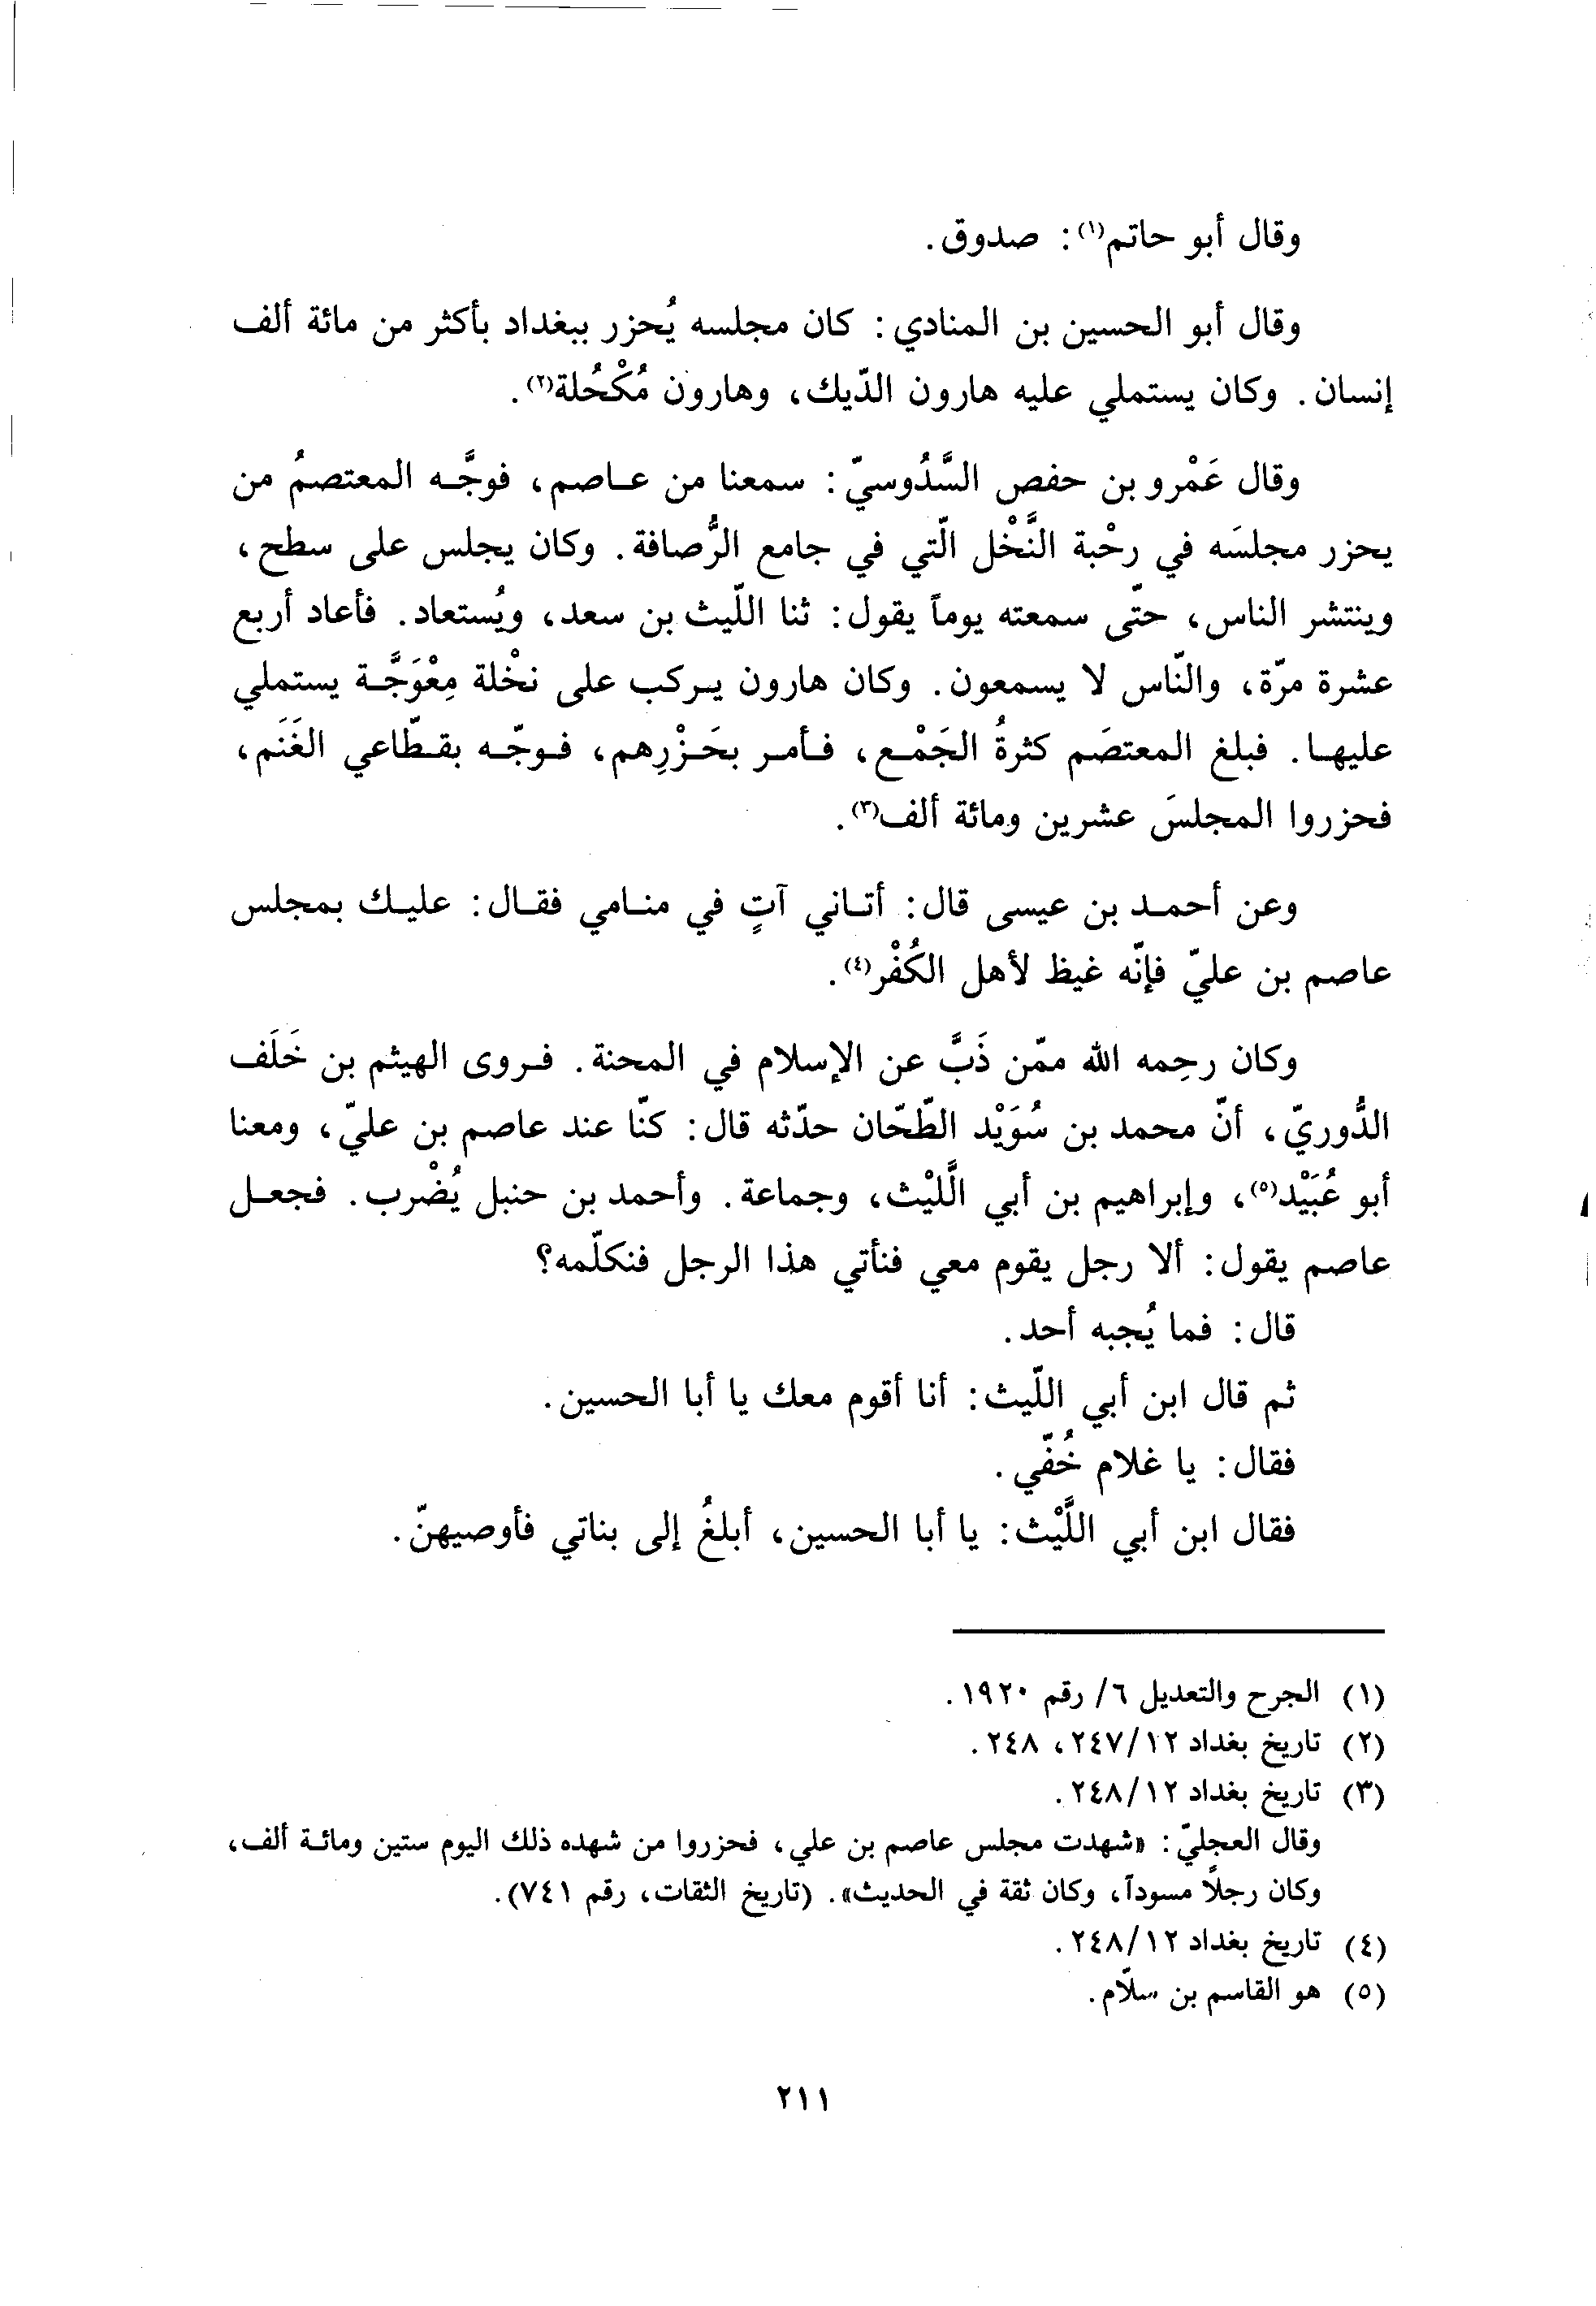 وقال أبو حاتم(١): صدوق.
وقال أبو الحسين بن المنادي: كان مجلسه يُحزر ببغداد بأكثر من مائة ألف
إنسان. وكان يستملي عليه هارون الدّيك، وهارون مُكْحُلة(٢).
وقال عَمْرو بن حفص السَّدُوسيّ: سمعنا من عاصم، فوجَّه المعتصمُ من
يحزر مجلسَه في رحْبة النَّخْل الّتي في جامع الرُّصافة. وكان يجلس على سطح،
وينتشر الناس، حتّى سمعته يوماً يقول: ثنا اللّيث بن سعد، ويُستعاد. فأعاد أربع
عشرة مرّة، والنّاس لا يسمعون. وكان هارون يركب على نخْلة مِعْوَجَّة يستملي
عليها. فبلغ المعتصَم كثرةُ الجَمْع، فأمر بحَزْرِهم، فوجّه بقطّاعي الغَنَم،
فحزروا المجلسَ عشرين ومائة ألف(٣).
وعن أحمد بن عيسى قال: أتاني آتٍ في منامي فقال: عليك بمجلس
عاصم بن عليّ فإنّه غيظ لأهل الكُفْر(٤).
وكان رحِمه الله ممّن ذَبَّ عن الإسلام في المحنة. فروى الهيثم بن خَلَف
الدُّوريّ، أنّ محمد بن سُوَيْد الطّحّان حدّثه قال: كنّا عند عاصم بن عليّ، ومعنا
أبو عُبَيْد(٥)، وإبراهيم بن أبي الَّليْث، وجماعة. وأحمد بن حنبل يُضْرب. فجعل
عاصم يقول: ألا رجل يقوم معي فنأتي هذا الرجل فنكلّمه؟
قال: فما يُجبه أحد.
ثم قال ابن أبي اللّيث: أنا أقوم معك يا أبا الحسين.
فقال: يا غلام خُفّي.
فقال ابن أبي اللَّيْث: يا أبا الحسين، أبلغُ إلى بناتي فأوصيهنّ.
(١) الجرح والتعديل ٦/ رقم ١٩٢٠.
(٢) تاريخ بغداد ٢٤٧/١٢، ٢٤٨.
(٣) تاريخ بغداد ٢٤٨/١٢.
وقال العجليّ: «شهدت مجلس عاصم بن علي، فحزروا من شهده ذلك اليوم ستين ومائة ألف،
وكان رجلاً مسوداً، وكان ثقة في الحديث». (تاريخ الثقات، رقم ٧٤١).
(٤) تاريخ بغداد ٢٤٨/١٢.
(٥) هو القاسم بن سلّام.
٢١١